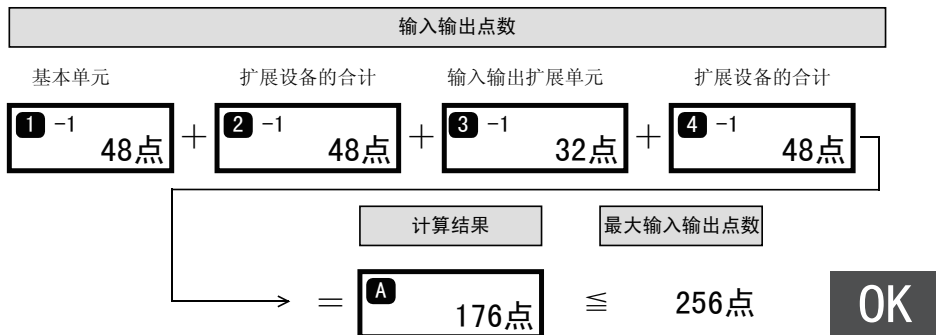 输入输出点数
基本单元 扩展设备的合计 输入输出扩展单元 扩展设备的合计
1 -1 2 -1 3 -1 4 -1
48点 + 48点 + 32点 + 48点
计算结果 最大输入输出点数
A
= 176点 ≦ 256点 OK